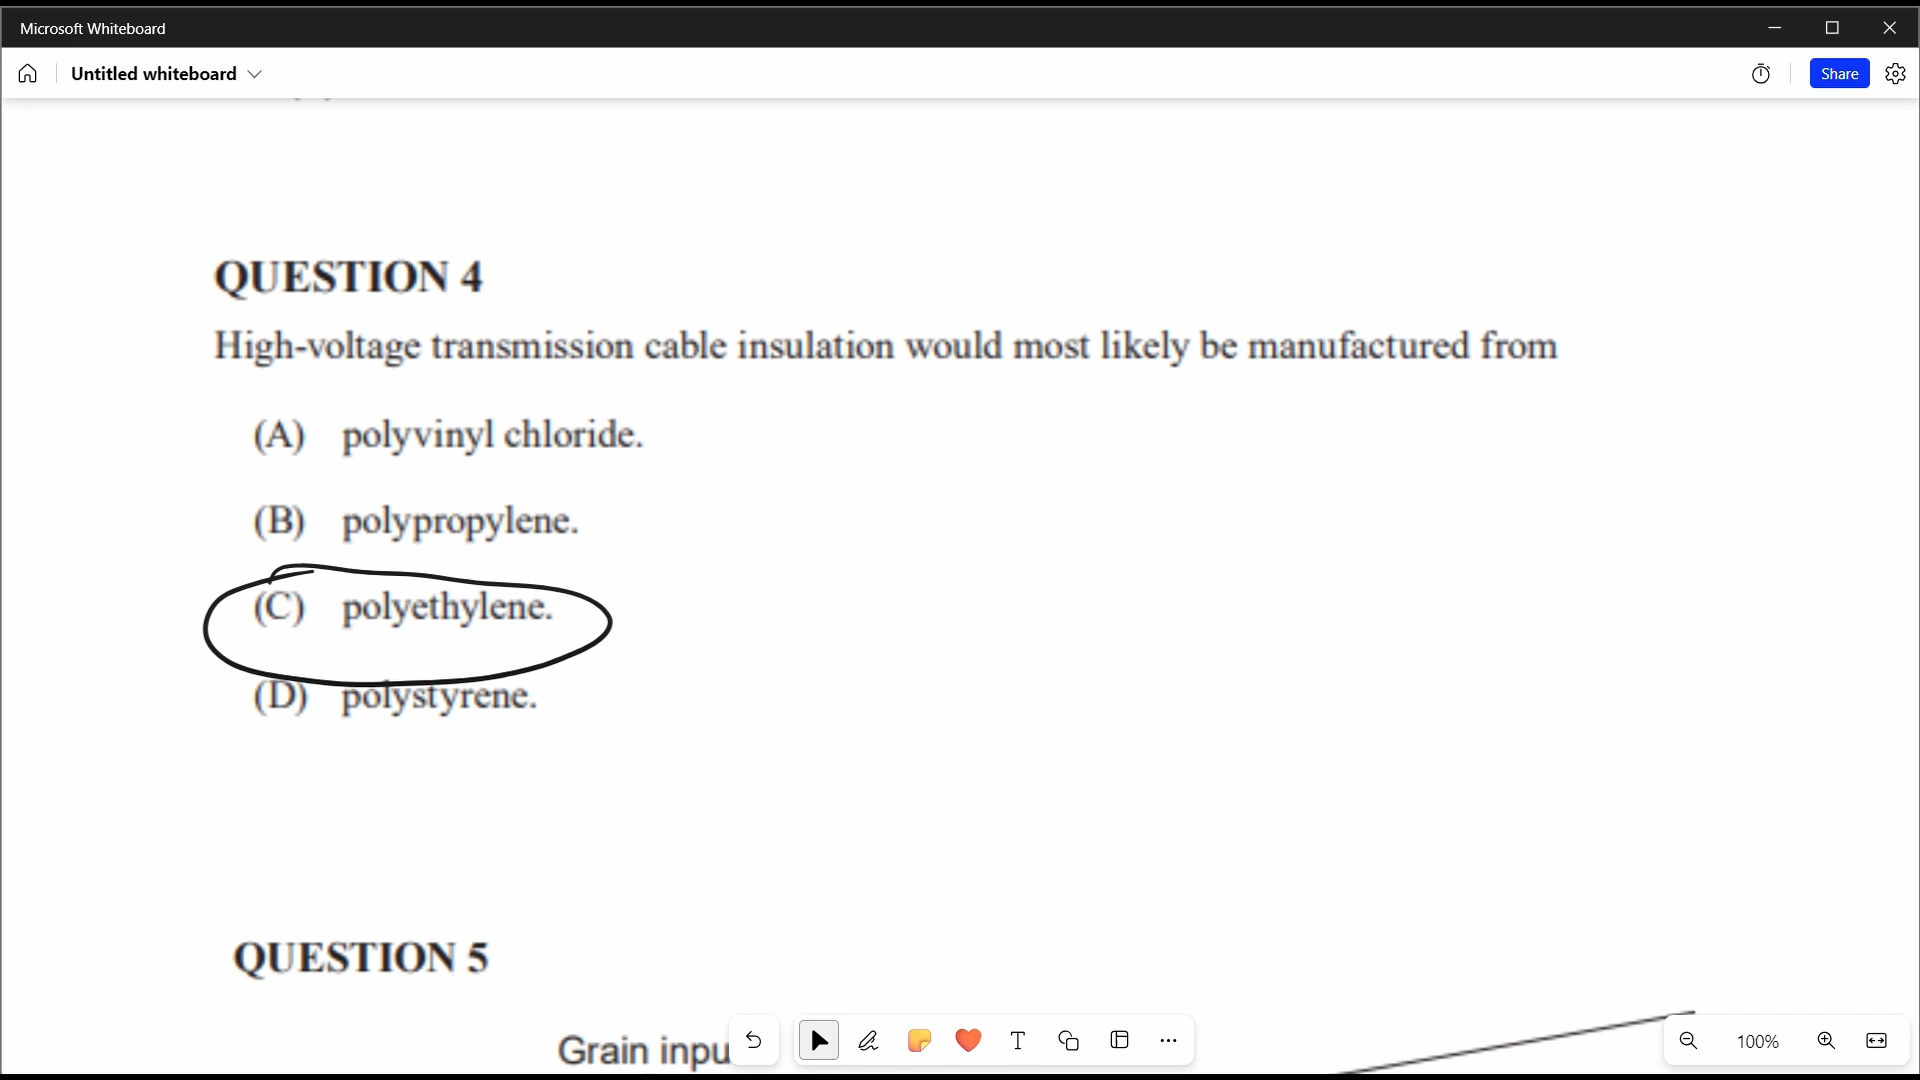 Microsoft Whiteboard
Untitled whiteboard
Share
QUESTION 4
High-voltage transmission cable insulation would most likely be manufactured from
(A) polyvinyl chloride.
(B) polypropylene.
(C) polyethylene.
(D) polystyrene.
QUESTION 5
Grain inpu
100%